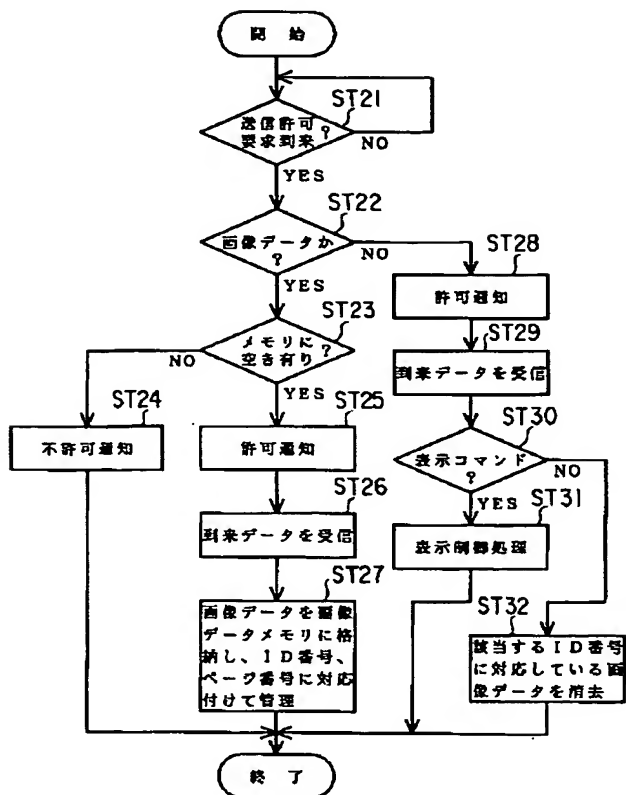 開 始
ST21
送信許可
要求到来
?
NO
YES
ST22
画像データか
?
NO
YES
ST28
許可通知
ST23
メモリに
空き有り
?
NO
YES
ST29
到来データを受信
ST24
不許可通知
ST25
許可通知
ST30
表示コマンド
?
NO
YES
ST26
到来データを受信
ST31
表示制御処理
ST27
画像データを画像
データメモリに格
納し、ID番号、
ページ番号に対応
付けて管理
ST32
該当するID番号
に対応している画
像データを消去
終 了